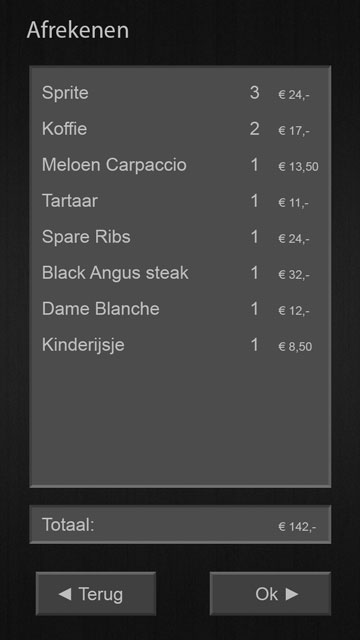 Afrekenen
Sprite 3 € 24,-
Koffie 2 € 17,-
Meloen Carpaccio 1 € 13,50
Tartaar 1 € 11,-
Spare Ribs 1 € 24,-
Black Angus steak 1 € 32,-
Dame Blanche 1 € 12,-
Kinderijsje 1 € 8,50
Totaal: € 142,-
◄ Terug Ok ►